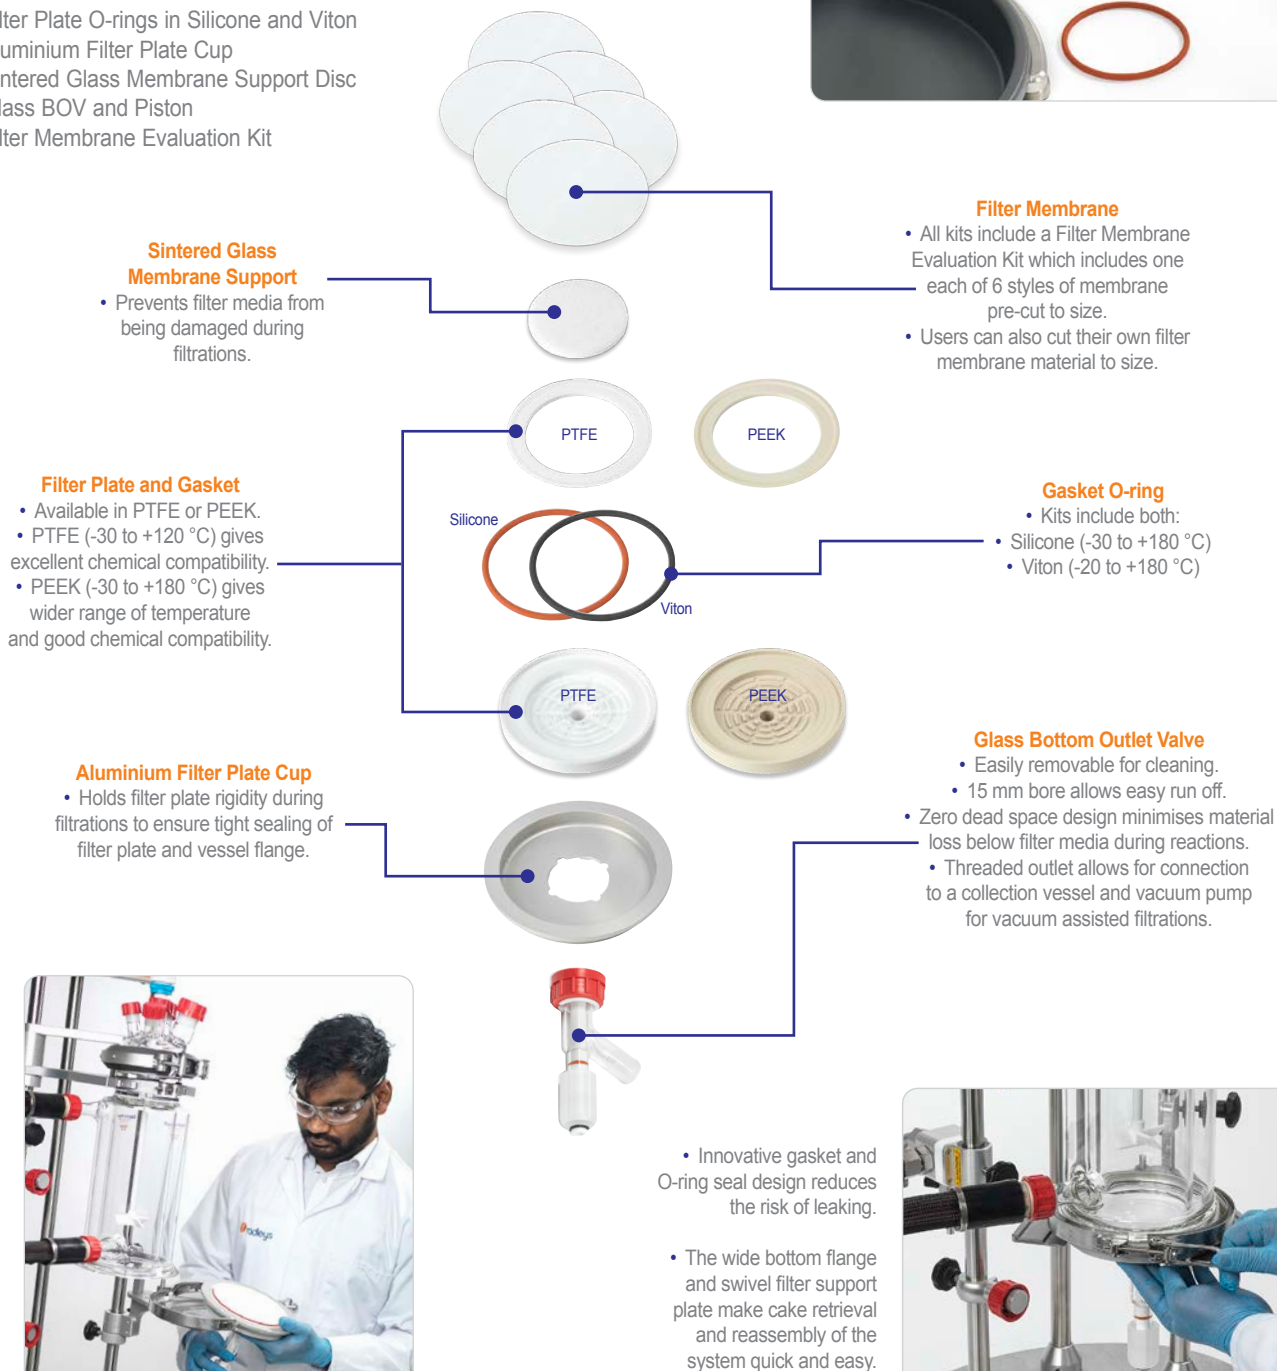 lter Plate O-rings in Silicone and Viton
uminium Filter Plate Cup
ntered Glass Membrane Support Disc
lass BOV and Piston
lter Membrane Evaluation Kit
Filter Membrane
• All kits include a Filter Membrane
Evaluation Kit which includes one
each of 6 styles of membrane
pre-cut to size.
• Users can also cut their own filter
membrane material to size.
Sintered Glass
Membrane Support
• Prevents filter media from
being damaged during
filtrations.
PTFE
PEEK
Filter Plate and Gasket
• Available in PTFE or PEEK.
• PTFE (-30 to +120 °C) gives
excellent chemical compatibility.
• PEEK (-30 to +180 °C) gives
wider range of temperature
and good chemical compatibility.
Silicone
Viton
Gasket O-ring
• Kits include both:
• Silicone (-30 to +180 °C)
• Viton (-20 to +180 °C)
PTFE
PEEK
Aluminium Filter Plate Cup
• Holds filter plate rigidity during
filtrations to ensure tight sealing of
filter plate and vessel flange.
Glass Bottom Outlet Valve
• Easily removable for cleaning.
• 15 mm bore allows easy run off.
• Zero dead space design minimises material
loss below filter media during reactions.
• Threaded outlet allows for connection
to a collection vessel and vacuum pump
for vacuum assisted filtrations.
radleys
• Innovative gasket and
O-ring seal design reduces
the risk of leaking.
• The wide bottom flange
and swivel filter support
plate make cake retrieval
and reassembly of the
system quick and easy.